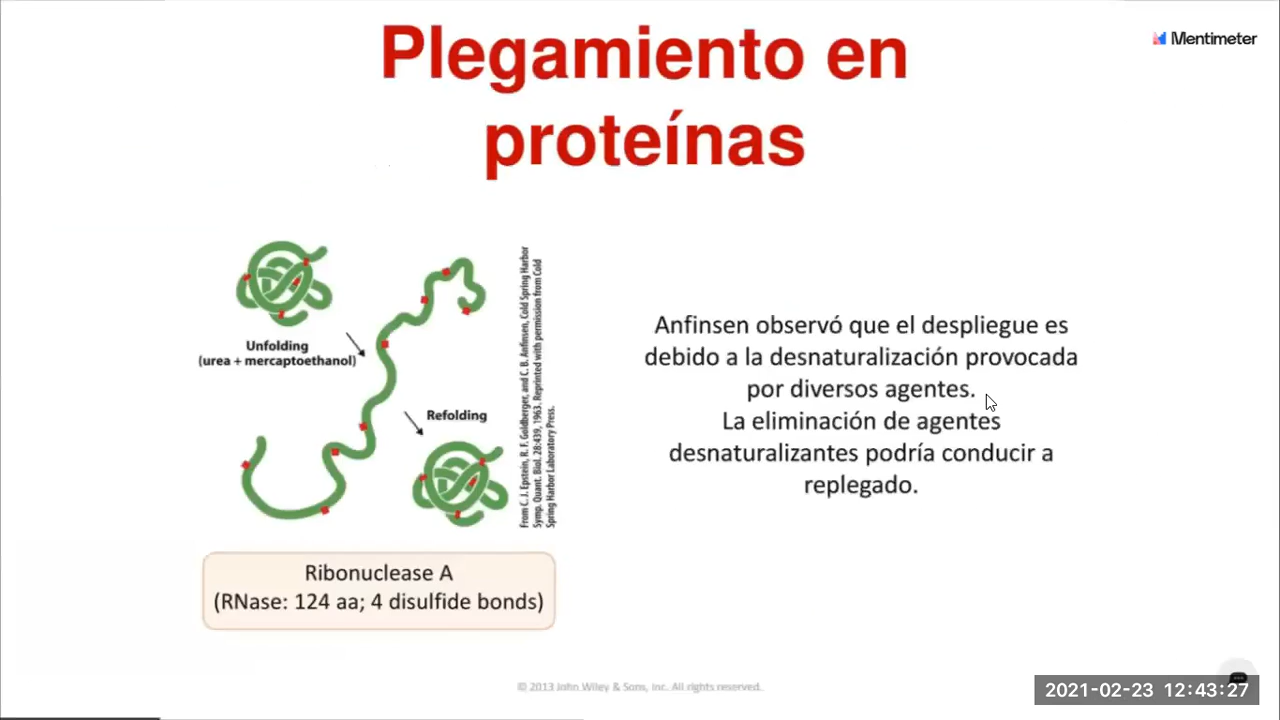 Plegamiento en
proteínas
Mentimeter
Unfolding
(urea + mercaptoethanol)
Refolding
From C. J. Epstein, R. F. Goldberger, and C. B. Anfinsen, Cold Spring Harbor
Symp. Quant. Biol. 28:439, 1963. Reprinted with permission from Cold
Spring Harbor Laboratory Press.
Anfinsen observó que el despliegue es
debido a la desnaturalización provocada
por diversos agentes.
La eliminación de agentes
desnaturalizantes podría conducir a
replegado.
Ribonuclease A
(RNase: 124 aa; 4 disulfide bonds)
© 2013 John Wiley & Sons, Inc. All rights reserved.
2021-02-23 12:43:27